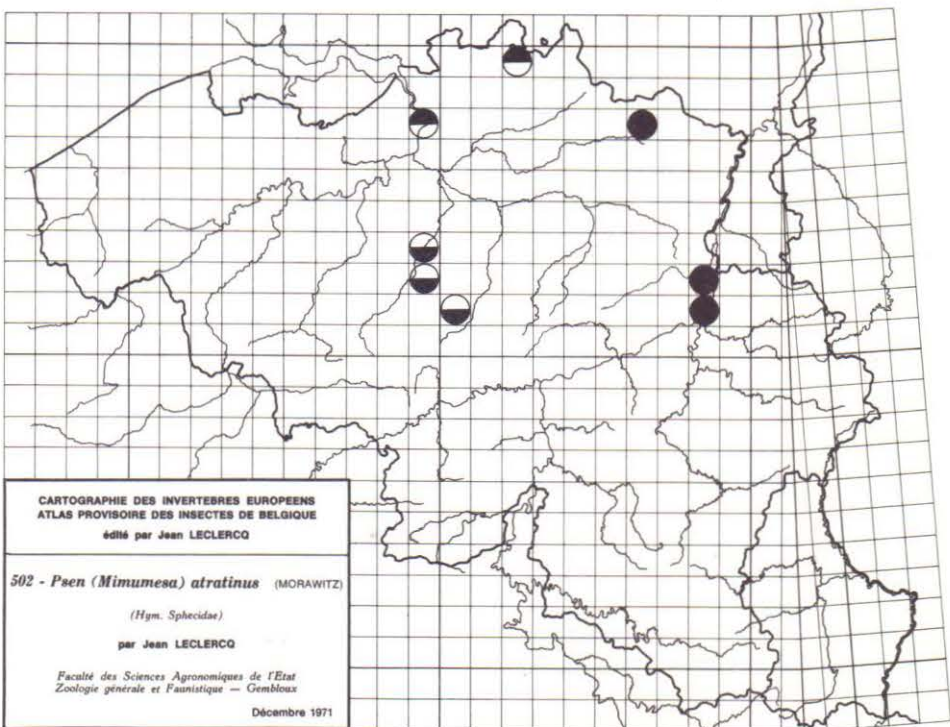 CARTOGRAPHIE DES INVERTEBRES EUROPEENS
ATLAS PROVISOIRE DES INSECTES DE BELGIQUE
édité par Jean LECLERCQ
502 - Psen (Mimumesa) atratinus (MORAWITZ)
(Hym. Sphecidae)
par Jean LECLERCQ
Faculté des Sciences Agronomiques de l'Etat
Zoologie générale et Faunistique — Gembloux
Décembre 1971